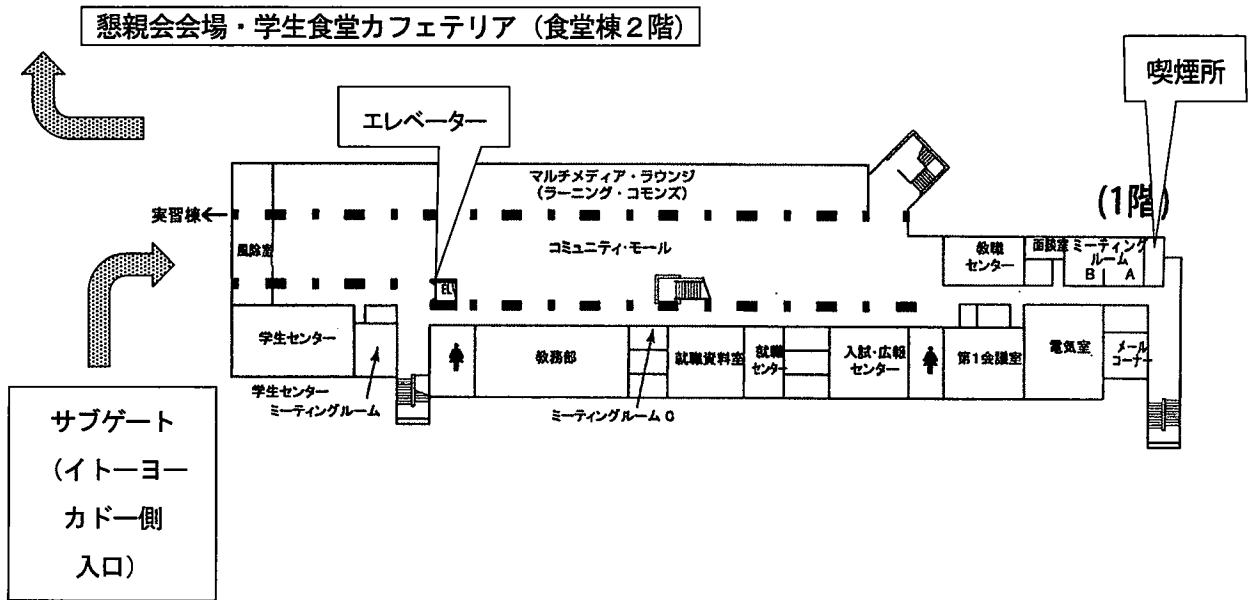 懇親会会場・学生食堂カフェテリア（食堂棟２階）
喫煙所
エレベーター
マルチメディア・ラウンジ
(ラーニング・コモンズ)
(1階)
実習棟←
風除室
コミュニティ・モール
教職
センター
面談室
ミーティング
ルーム
B A
EL
学生センター
教務部
就職資料室
就職
センター
入試・広報
センター
第1会議室
電気室
メール
コーナー
学生センター
ミーティングルーム
ミーティングルーム C
サブゲート
（イトーヨー
カドー側
入口）